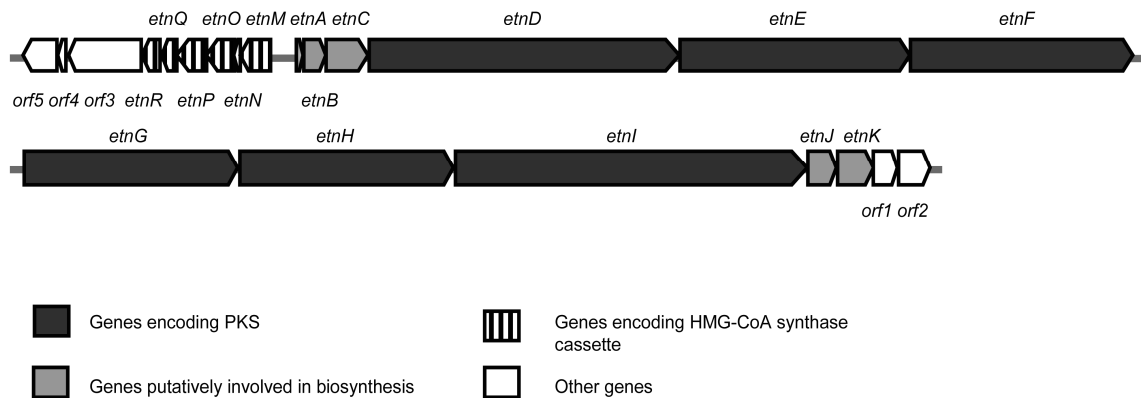 etnQ etnO etnM etnA etnC etnD etnE etnF
orf5 orf4 orf3 etnR etnP etnN etnB
etnG etnH etnI etnJ etnK
orf1 orf2
Genes encoding PKS
Genes encoding HMG-CoA synthase
cassette
Genes putatively involved in biosynthesis
Other genes